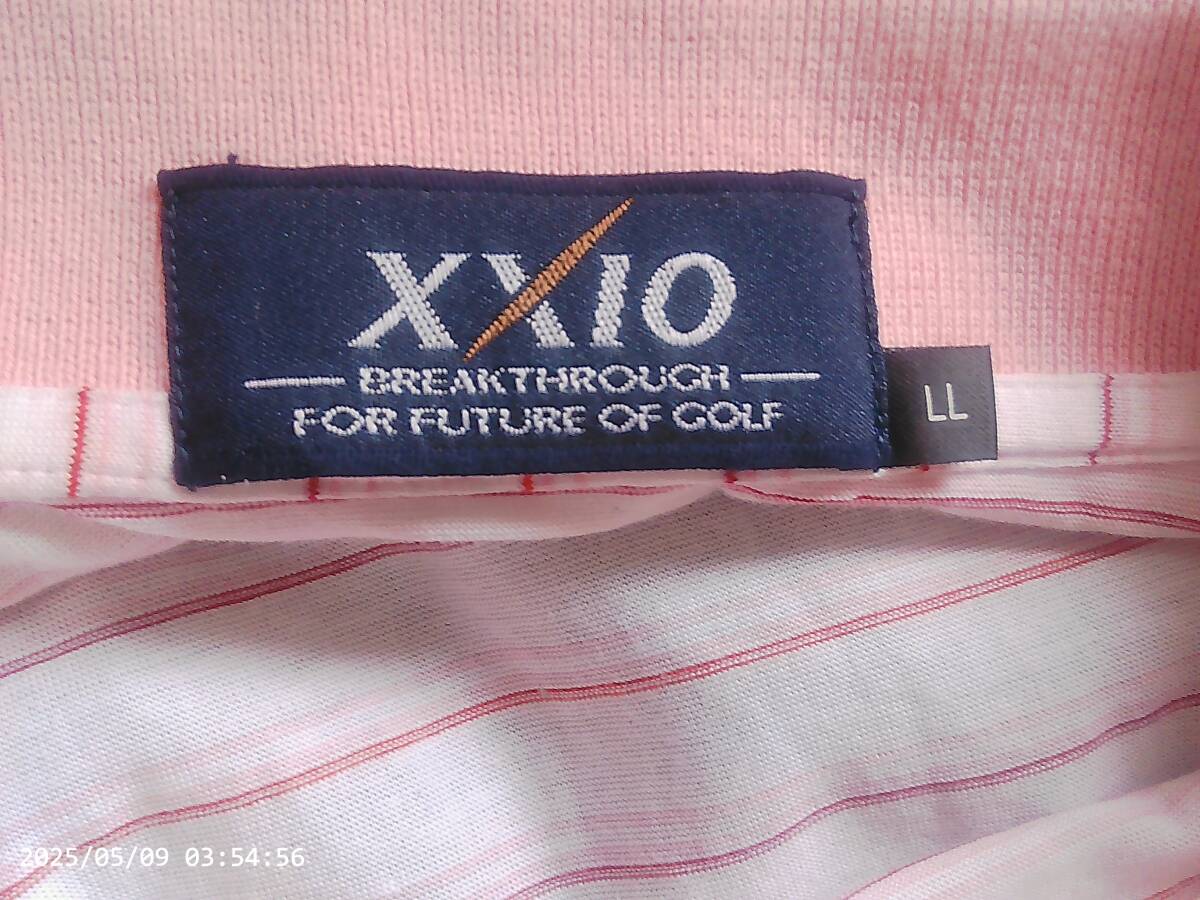 XXIO
BREAKTHROUGH
FOR FUTURE OF GOLF
LL
2025/05/09 03:54:56